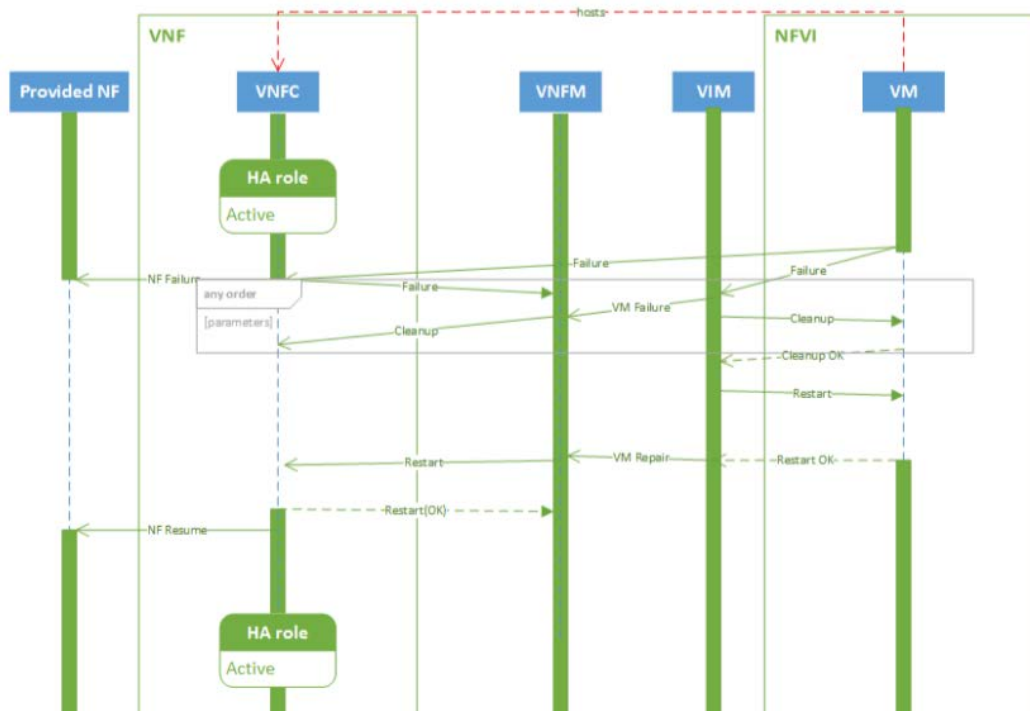 hosts
VNF
NFVI
Provided NF
VNFC
VNFM
VIM
VM
HA role
Active
Failure
Failure
NF Failure
Failure
any order
VM Failure
[parameters]
Cleanup
Cleanup
Cleanup OK
Restart
VM Repair
Restart OK
Restart
Restart(OK)
NF Resume
HA role
Active